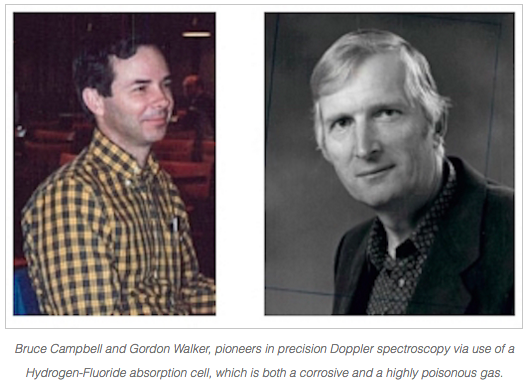 Bruce Campbell and Gordon Walker, pioneers in precision Doppler spectroscopy via use of a
Hydrogen-Fluoride absorption cell, which is both a corrosive and a highly poisonous gas.